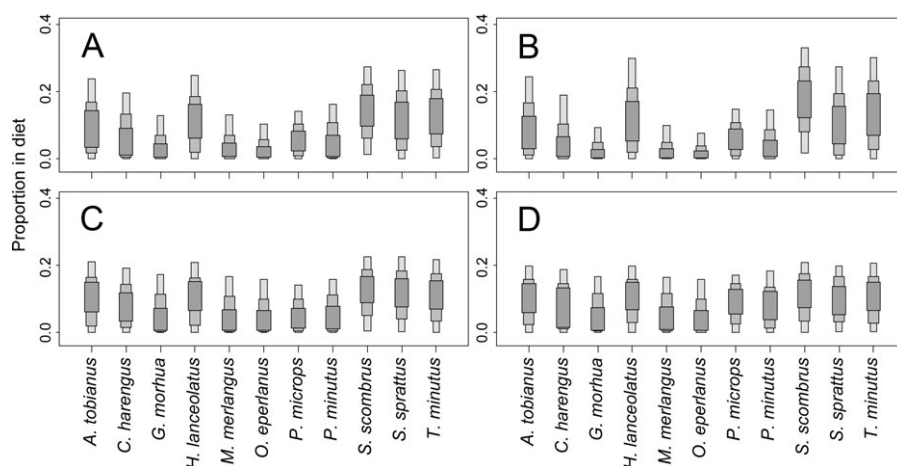 A
B
0.4
0.2
0.0
C
D
0.4
0.2
0.0
0.4
0.2
0.0
0.4
0.2
0.0
Proportion in diet
A. tobianus
C. harengus
G. morhua
H. lanceolatus
M. merlangus
O. eperlanus
P. microps
P. minutus
S. scombrus
S. sprattus
T. minutus
A. tobianus
C. harengus
G. morhua
H. lanceolatus
M. merlangus
O. eperlanus
P. microps
P. minutus
S. scombrus
S. sprattus
T. minutus